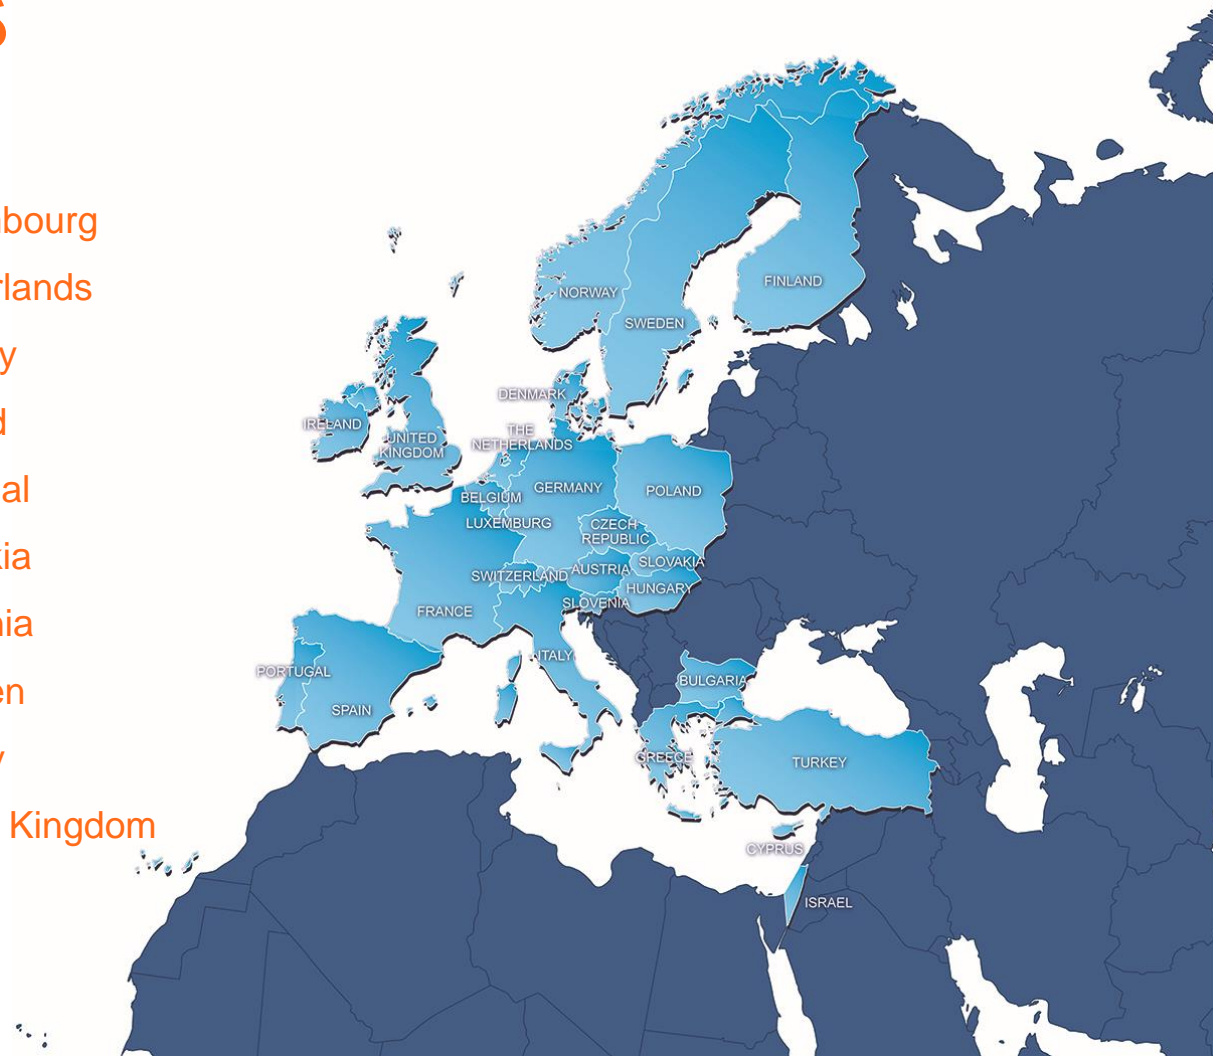 s
bourg
rlands
y
d
al
kia
nia
en
y
Kingdom
NORWAY
FINLAND
SWEDEN
DENMARK
IRELAND
UNITED
KINGDOM
THE
NETHERLANDS
GERMANY
POLAND
BELGIUM
LUXEMBURG
CZECH
REPUBLIC
SLOVAKIA
SWITZERLAND
AUSTRIA
HUNGARY
SLOVENIA
FRANCE
ITALY
PORTUGAL
SPAIN
BULGARIA
GREECE
TURKEY
CYPRUS
ISRAEL